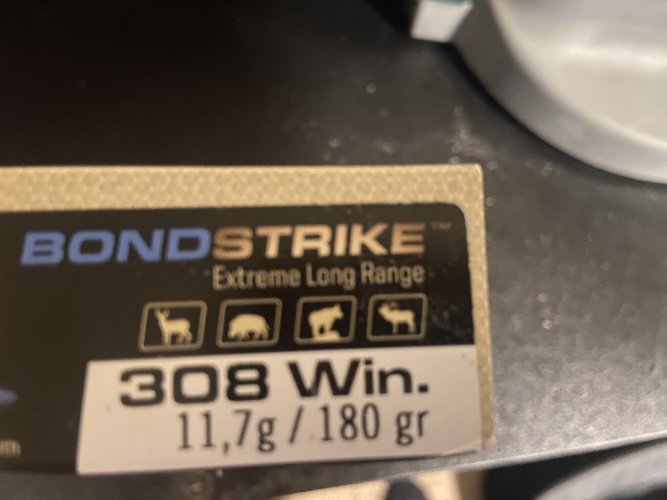 BONDSTRIKE™
Extreme Long Range
308 Win.
11,7g / 180 gr